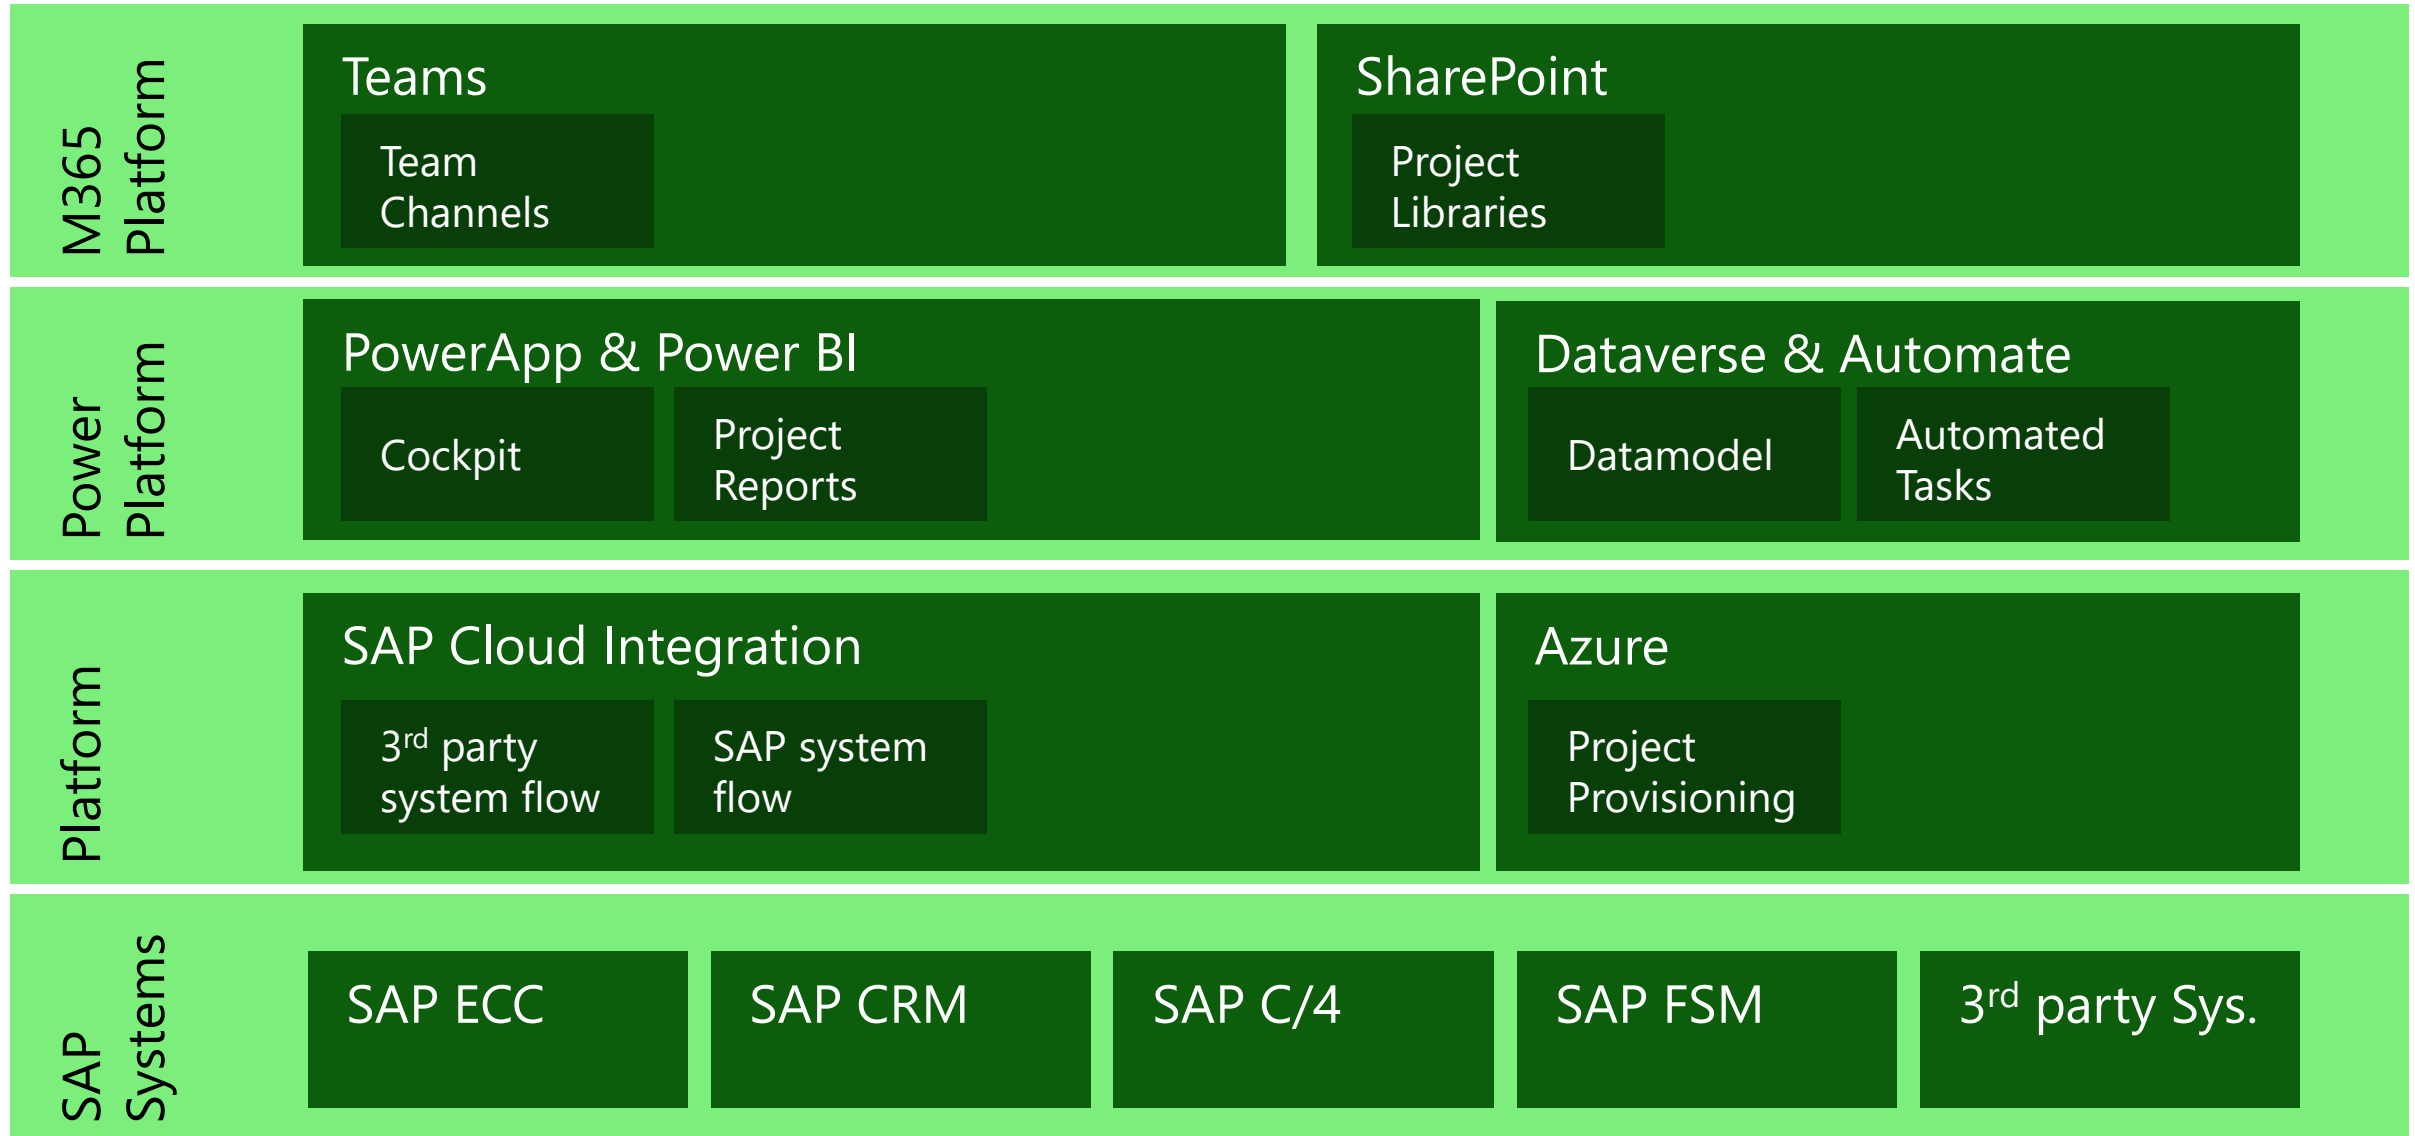 M365
Platform
Teams
Team
Channels
SharePoint
Project
Libraries
Power
Platform
PowerApp & Power BI
Cockpit
Project
Reports
Dataverse & Automate
Datamodel
Automated
Tasks
Platform
SAP Cloud Integration
3rd party
system flow
SAP system
flow
Azure
Project
Provisioning
SAP
Systems
SAP ECC
SAP CRM
SAP C/4
SAP FSM
3rd party Sys.